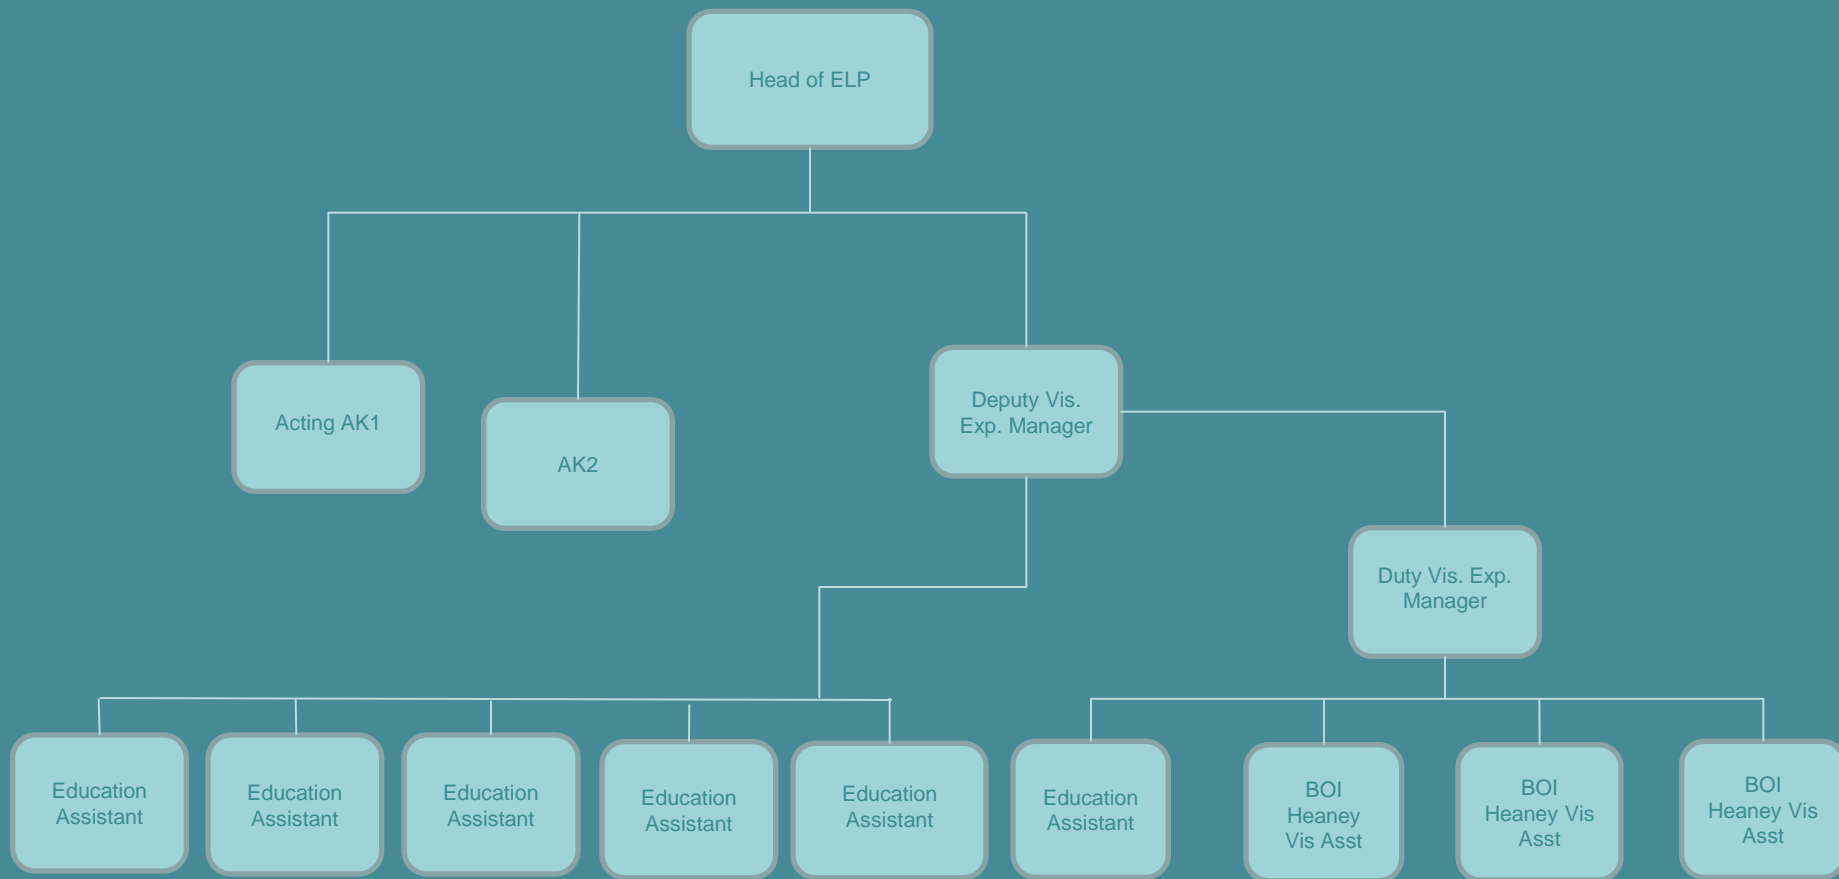 Head of ELP
Acting AK1
AK2
Deputy Vis.
Exp. Manager
Duty Vis. Exp.
Manager
Education
Assistant
Education
Assistant
Education
Assistant
Education
Assistant
Education
Assistant
Education
Assistant
BOI
Heaney
Vis Asst
BOI
Heaney Vis
Asst
BOI
Heaney Vis
Asst